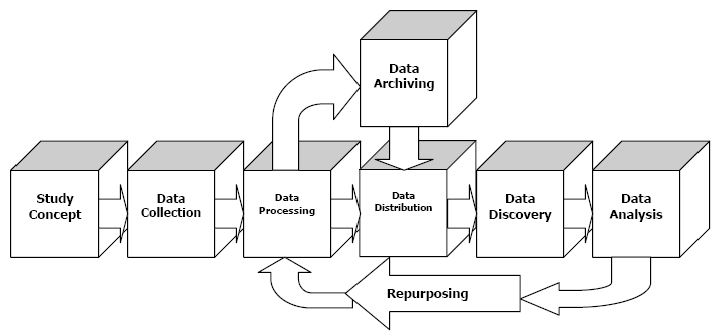 Data
Archiving
Study
Concept
Data
Collection
Data
Processing
Data
Distribution
Data
Discovery
Data
Analysis
Repurposing